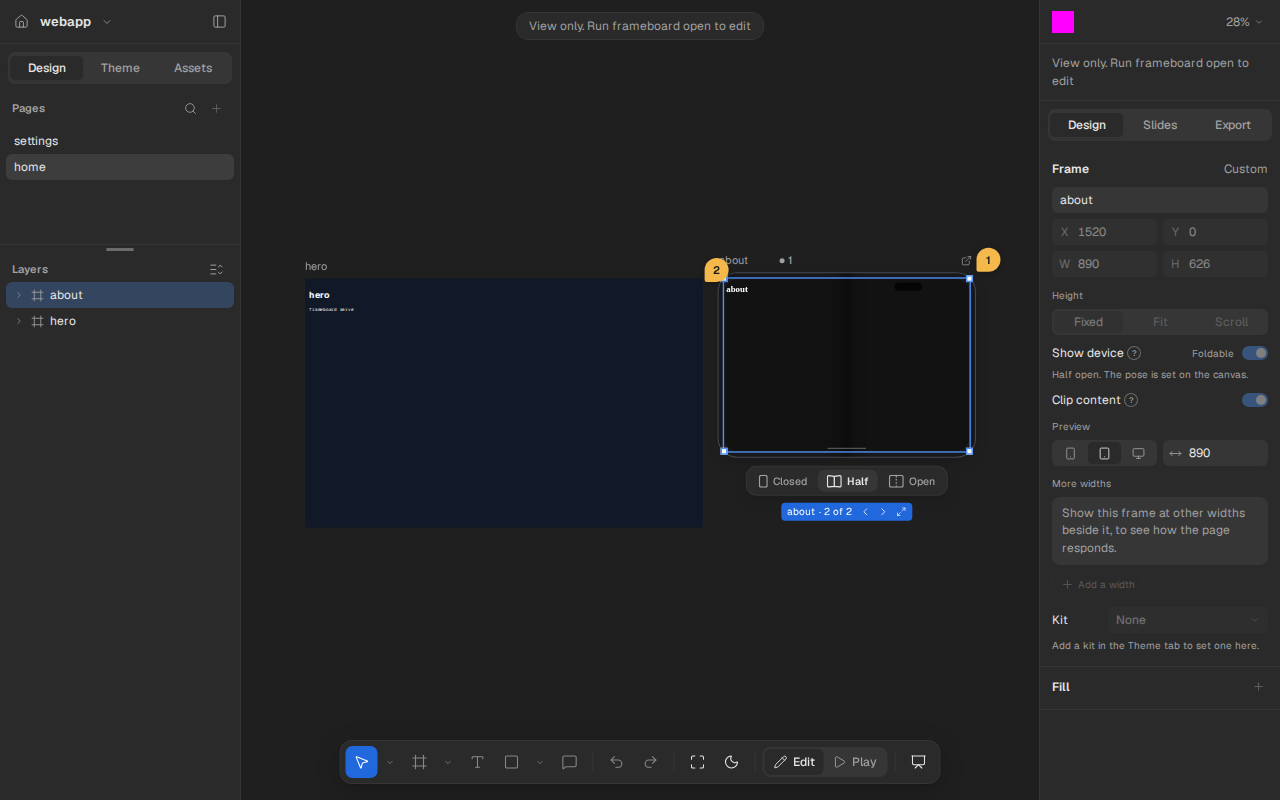 webapp
View only. Run frameboard open to edit
28%
View only. Run frameboard open to
edit
Design
Theme
Assets
Design
Slides
Export
Pages
settings
home
Layers
about
hero
hero
hero
frameboard serve
about
1
1
2
about
Closed
Half
Open
about · 2 of 2
Edit
Play
Frame
Custom
about
X 1520
Y 0
W 890
H 626
Height
Fixed
Fit
Scroll
Show device ?
Foldable
Half open. The pose is set on the canvas.
Clip content ?
Preview
890
More widths
Show this frame at other widths
beside it, to see how the page
responds.
Add a width
Kit
None
Add a kit in the Theme tab to set one here.
Fill